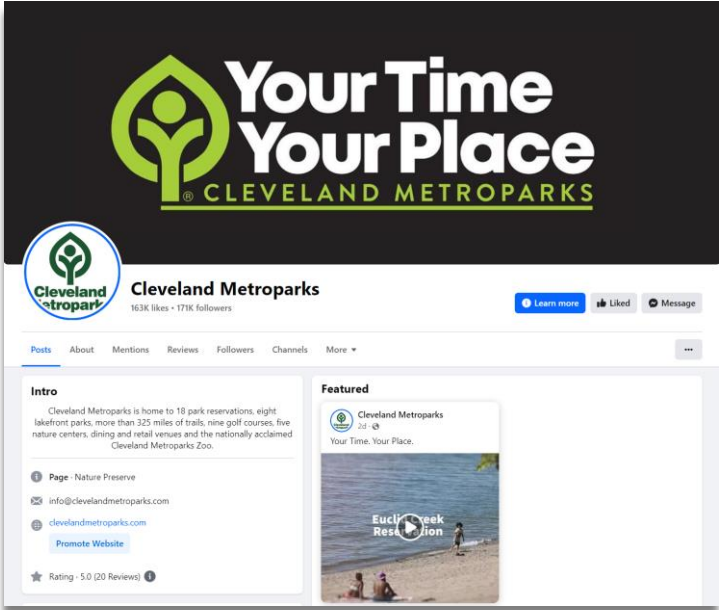 Your Time
Your Place
® CLEVELAND METROPARKS
Cleveland
Cleveland Metroparks
163K likes • 171K followers
Learn more
Liked
Message
Posts
About
Mentions
Reviews
Followers
Channels
More
Intro
Cleveland Metroparks is home to 18 park reservations, eight
lakefront parks, more than 325 miles of trails, nine golf courses, five
nature centers, dining and retail venues and the nationally acclaimed
Cleveland Metroparks Zoo.
Page · Nature Preserve
info@clevelandmetroparks.com
clevelandmetroparks.com
Promote Website
Rating · 5.0 (20 Reviews)
Featured
Cleveland Metroparks
2d
Your Time. Your Place.
Euclid Creek
Reservation